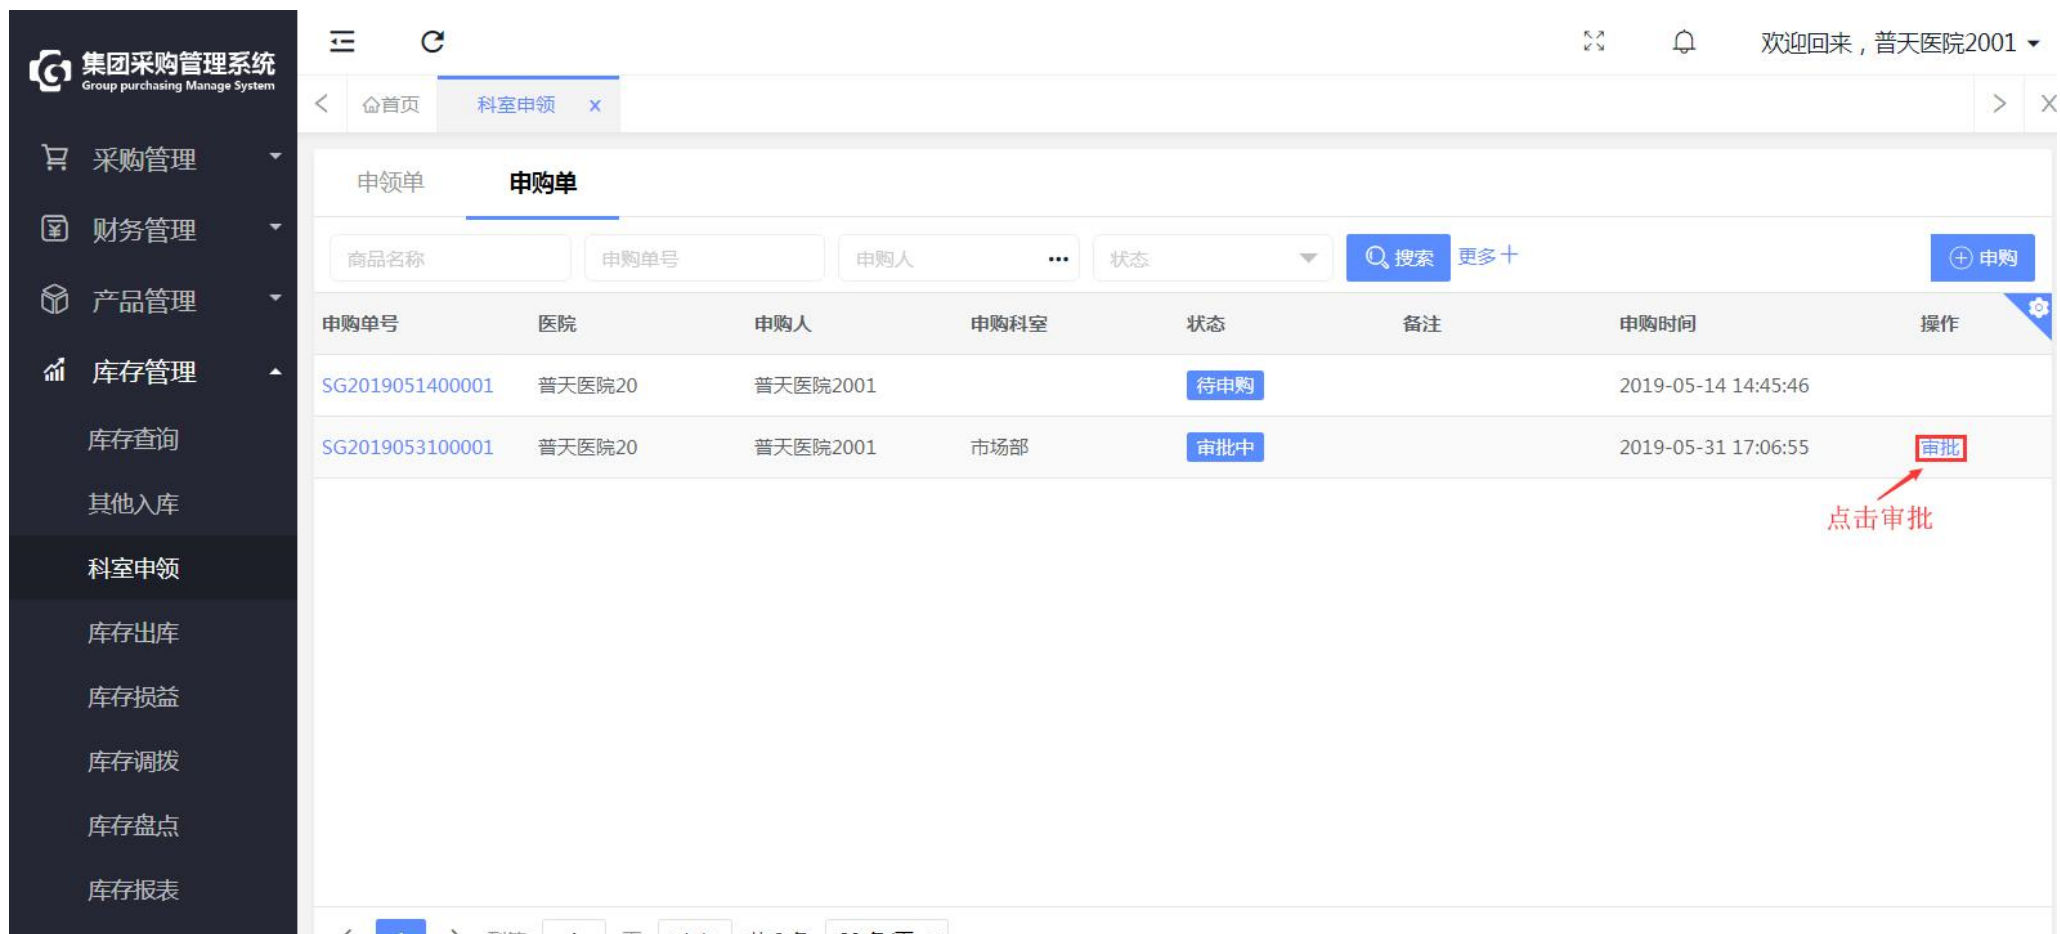 集团采购管理系统
Group purchasing Manage System
欢迎回来，普天医院2001
首页
科室申领 x
采购管理
财务管理
产品管理
库存管理
库存查询
其他入库
科室申领
库存出库
库存损益
库存调拨
库存盘点
库存报表
申领单 申购单
商品名称 申购单号 申购人 ••• 状态 搜索 更多+ 申购
申购单号 医院 申购人 申购科室 状态 备注 申购时间 操作
SG2019051400001 普天医院20 普天医院2001 待申购 2019-05-14 14:45:46
SG2019053100001 普天医院20 普天医院2001 市场部 审批中 2019-05-31 17:06:55 审批
点击审批